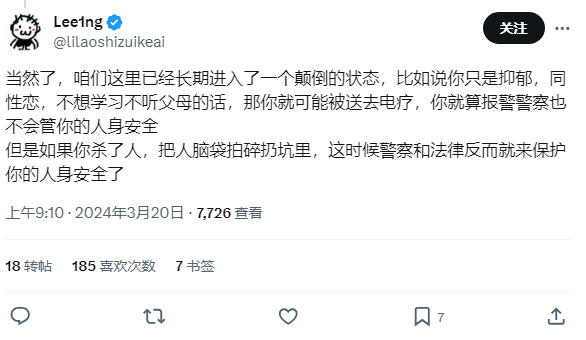 Lee1ng
@lilaoshizuikeai
关注
当然了，咱们这里已经长期进入了一个颠倒的状态，比如说你只是抑郁，同
性恋，不想学习不听父母的话，那你就可能被送去电疗，你就算报警警察也
不会管你的人身安全
但是如果你杀了人，把人脑袋拍碎扔坑里，这时候警察和法律反而就来保护
你的人身安全了
上午9:10 · 2024年3月20日 · 7,726 查看
18 转帖 185 喜欢次数 7 书签
7